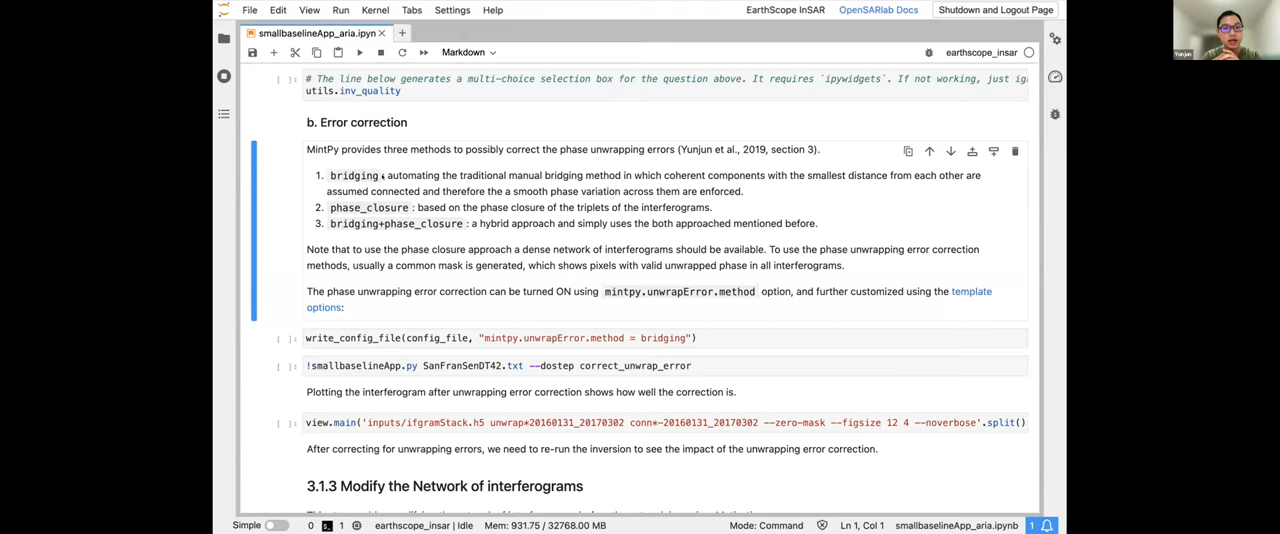 File Edit View Run Kernel Tabs Settings Help EarthScope InSAR OpenSARlab Docs Shutdown and Logout Page
smallbaselineApp_aria.ipyn
Markdown earthscope_insar
Yunjun
[ ]: # The line below generates a multi-choice selection box for the question above. It requires `ipywidgets`. If not working, just ig
utils.inv_quality
b. Error correction
MintPy provides three methods to possibly correct the phase unwrapping errors (Yunjun et al., 2019, section 3).
1. bridging : automating the traditional manual bridging method in which coherent components with the smallest distance from each other are
assumed connected and therefore the a smooth phase variation across them are enforced.
2. phase_closure : based on the phase closure of the triplets of the interferograms.
3. bridging+phase_closure : a hybrid approach and simply uses the both approached mentioned before.
Note that to use the phase closure approach a dense network of interferograms should be available. To use the phase unwrapping error correction
methods, usually a common mask is generated, which shows pixels with valid unwrapped phase in all interferograms.
The phase unwrapping error correction can be turned ON using mintpy.unwrapError.method option, and further customized using the template
options:
[ ]: write_config_file(config_file, "mintpy.unwrapError.method = bridging")
[ ]: !smallbaselineApp.py SanFranSenDT42.txt --dostep correct_unwrap_error
Plotting the interferogram after unwrapping error correction shows how well the correction is.
[ ]: view.main('inputs/ifgramStack.h5 unwrap*20160131_20170302 conn*-20160131_20170302 --zero-mask --figsize 12 4 --noverbose'.split()
After correcting for unwrapping errors, we need to re-run the inversion to see the impact of the unwrapping error correction.
3.1.3 Modify the Network of interferograms
Simple 0 1 earthscope_insar | Idle Mem: 931.75 / 32768.00 MB Mode: Command Ln 1, Col 1 smallbaselineApp_aria.ipynb 1